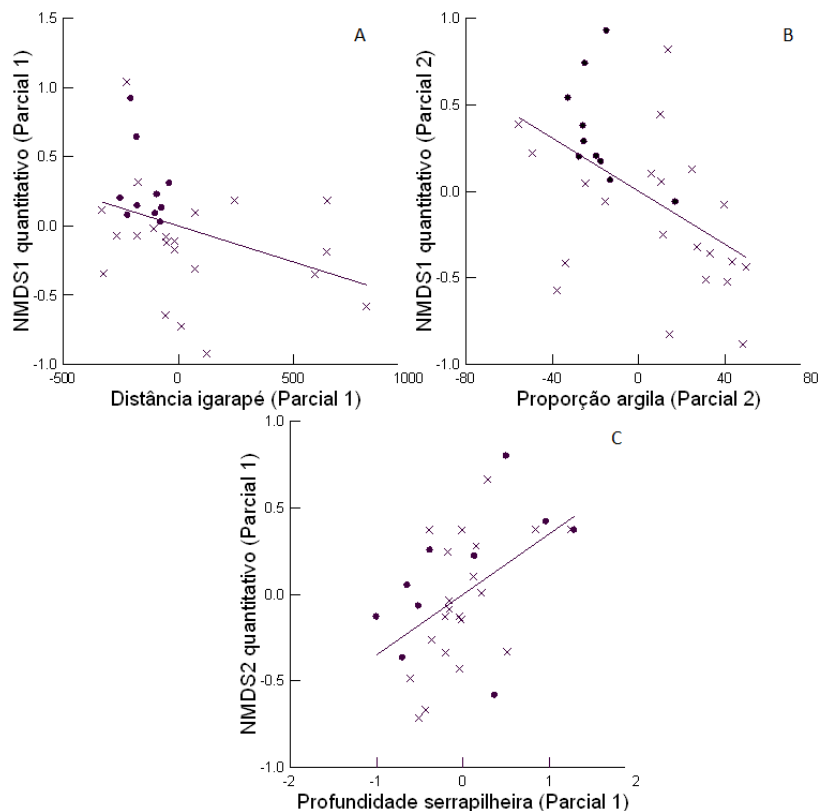 A
NMDS1 quantitativo (Parcial 1)
1.5
1.0
0.5
0.0
-0.5
-1.0
-500 0 500 1000
Distância igarapé (Parcial 1)
B
NMDS1 quantitativo (Parcial 2)
1.0
0.5
0.0
-0.5
-1.0
-80 -40 0 40 80
Proporção argila (Parcial 2)
C
NMDS2 quantitativo (Parcial 1)
1.0
0.5
0.0
-0.5
-1.0
-2 -1 0 1 2
Profundidade serrapilheira (Parcial 1)